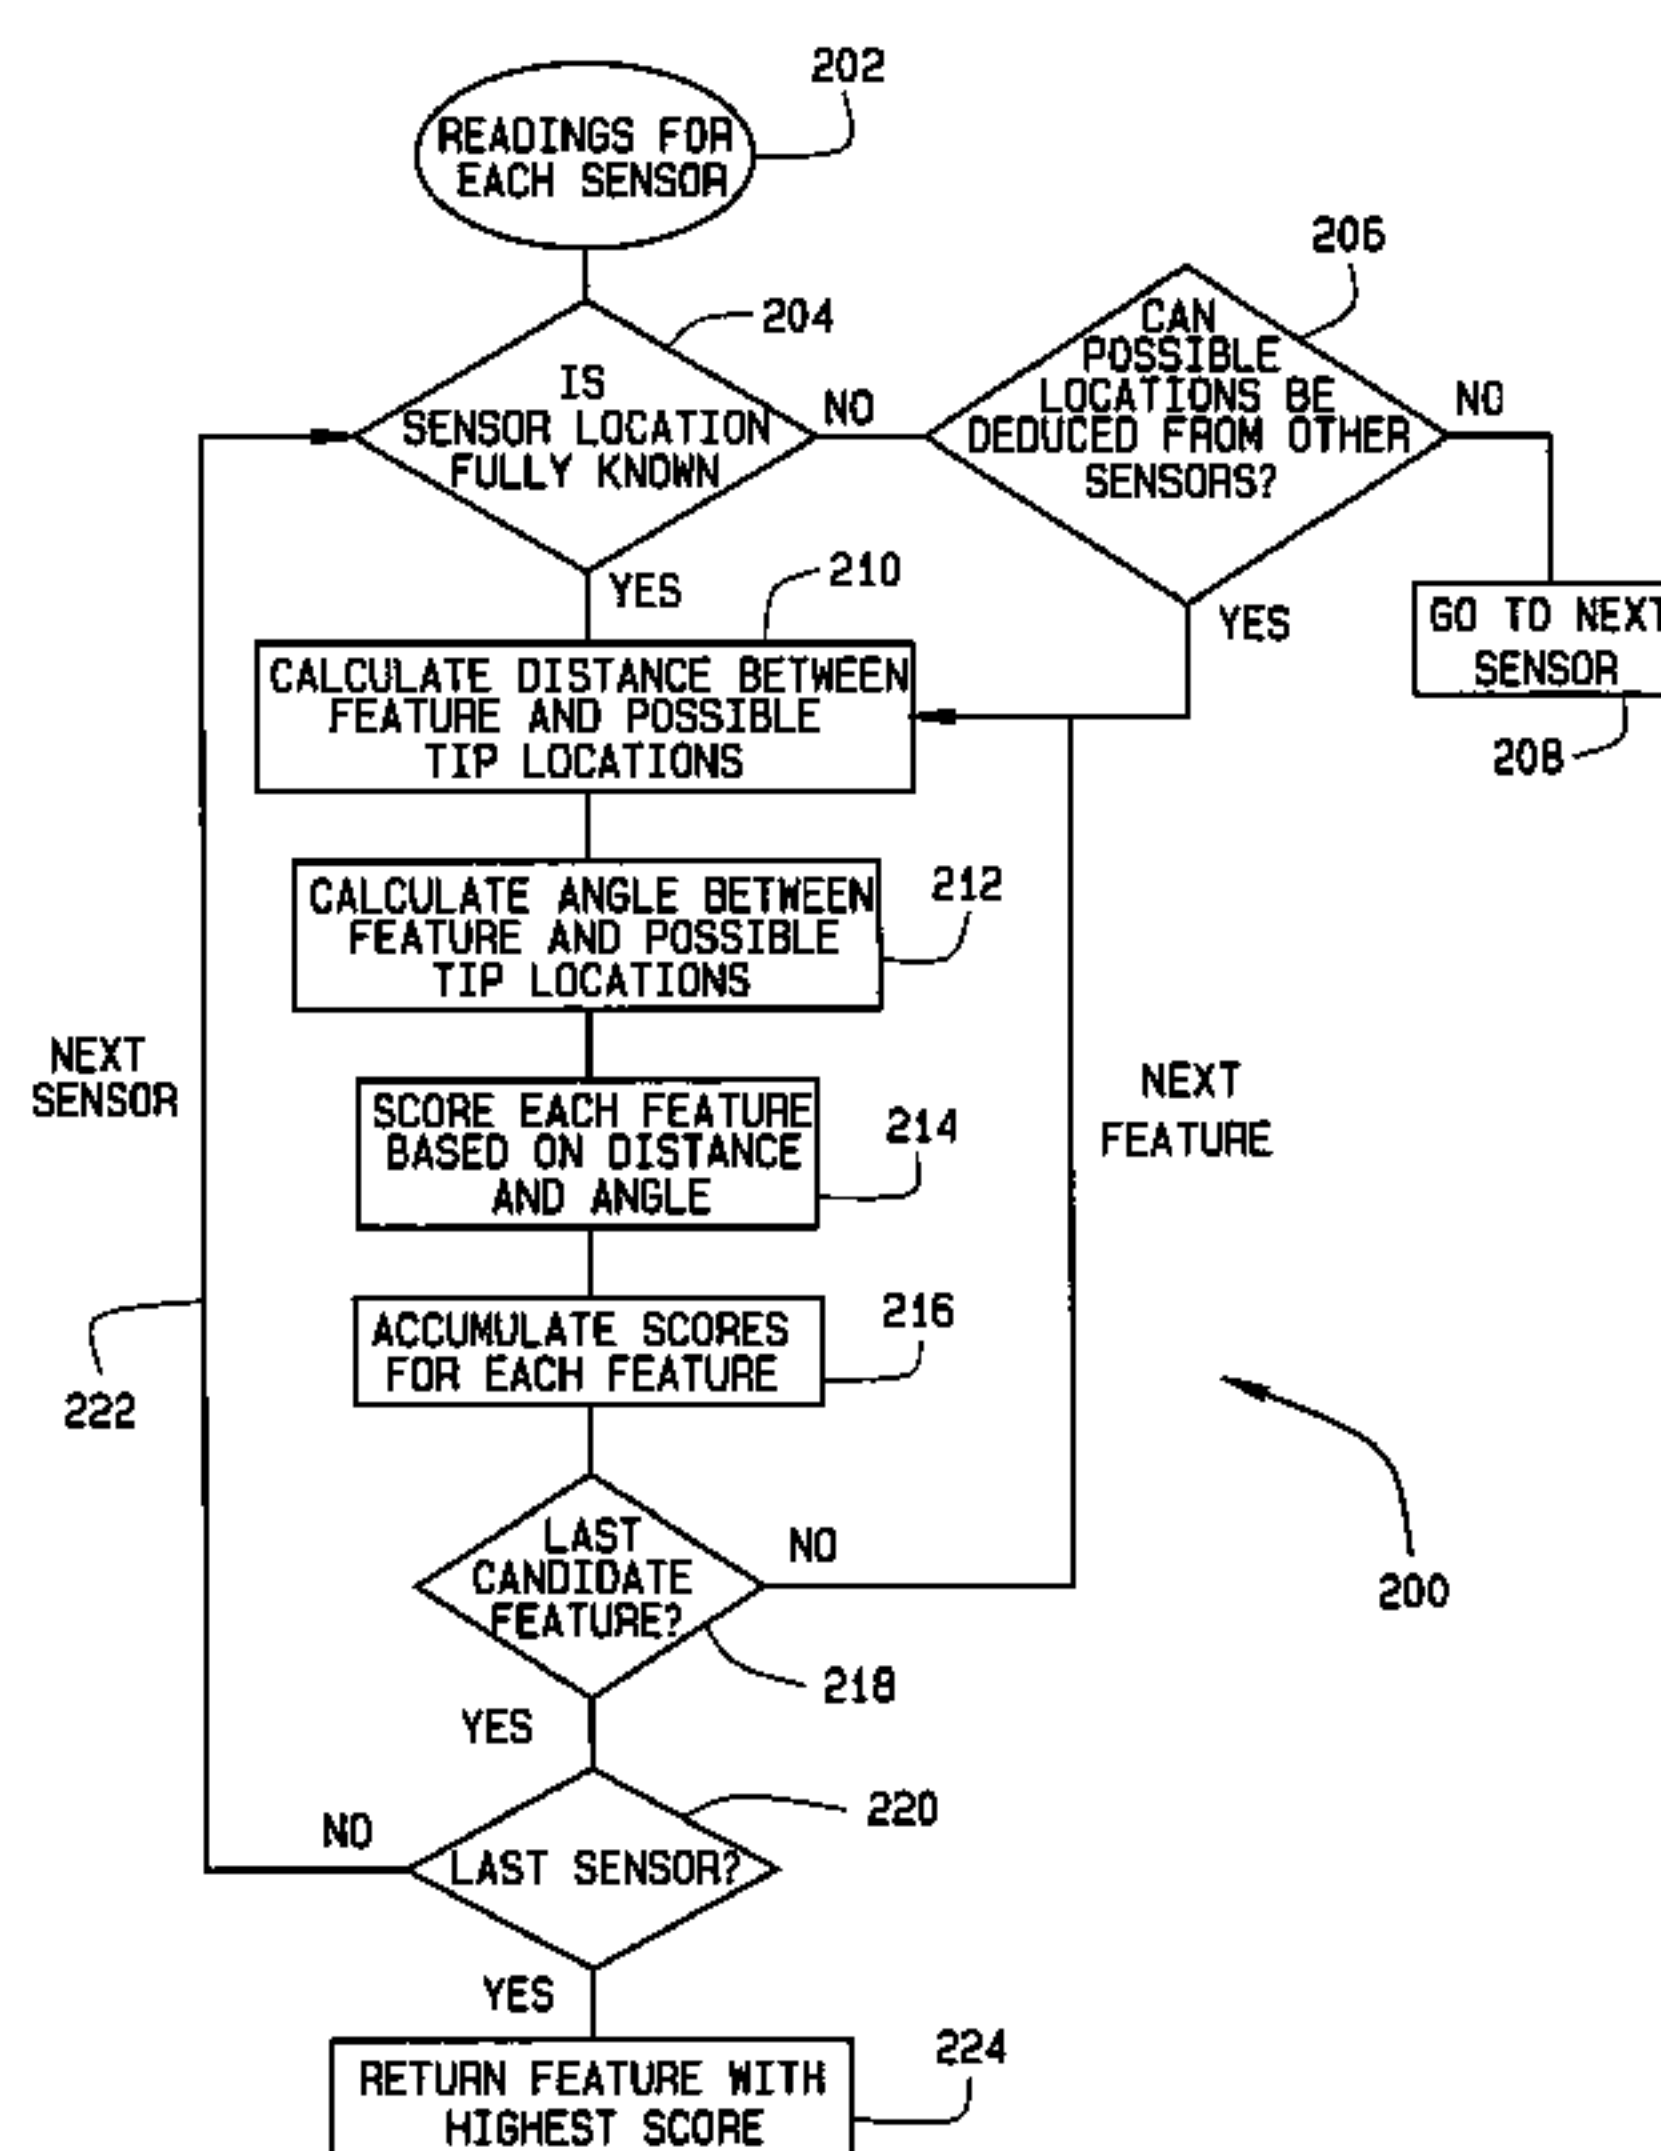 202
READINGS FOR
EACH SENSOR
206
204
CAN
POSSIBLE
LOCATIONS BE
DEDUCED FROM OTHER
SENSORS?
IS
SENSOR LOCATION
FULLY KNOWN
NO
NO
YES
210
YES
GO TO NEXT
SENSOR
208
CALCULATE DISTANCE BETWEEN
FEATURE AND POSSIBLE
TIP LOCATIONS
212
CALCULATE ANGLE BETWEEN
FEATURE AND POSSIBLE
TIP LOCATIONS
NEXT
SENSOR
NEXT
FEATURE
SCORE EACH FEATURE
BASED ON DISTANCE
AND ANGLE
214
216
ACCUMULATE SCORES
FOR EACH FEATURE
222
LAST
CANDIDATE
FEATURE?
NO
200
218
YES
220
NO
LAST SENSOR?
YES
224
RETURN FEATURE WITH
HIGHEST SCORE